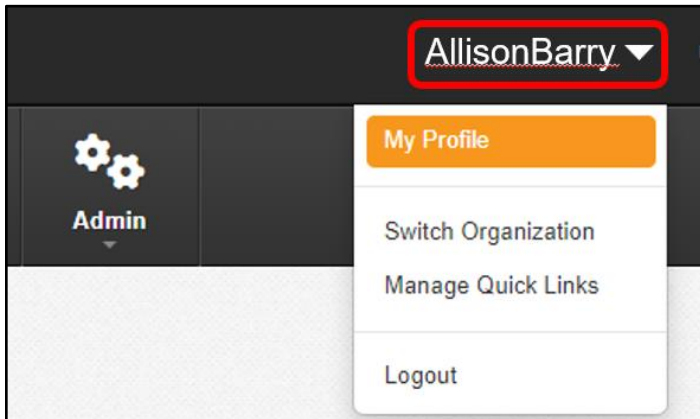 AllisonBarry
My Profile
Admin
Switch Organization
Manage Quick Links
Logout